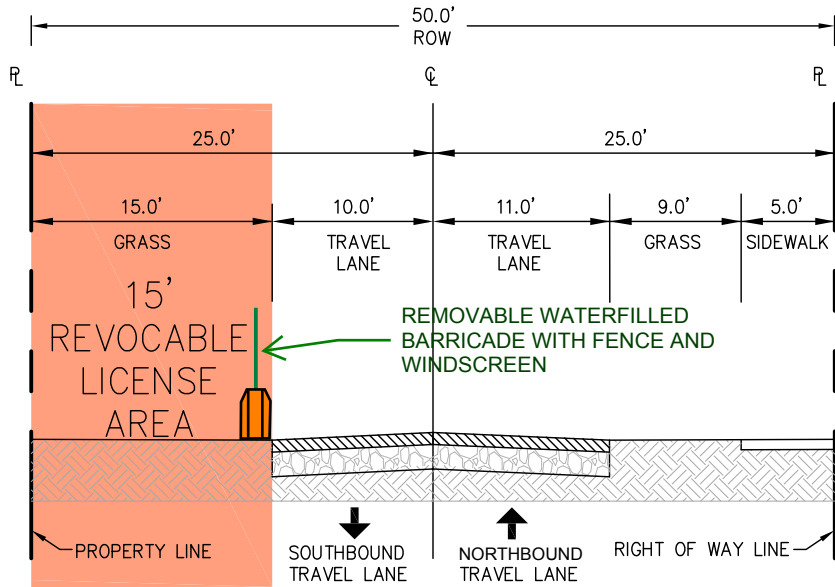 50.0'
ROW
PL
CL
PL
25.0'
25.0'
15.0'
10.0'
11.0'
9.0'
5.0'
GRASS
TRAVEL
LANE
TRAVEL
LANE
GRASS
SIDEWALK
15'
REVOCABLE
LICENSE
AREA
REMOVABLE WATERFILLED
BARRICADE WITH FENCE AND
WINDSCREEN
PROPERTY LINE
SOUTHBOUND
TRAVEL LANE
NORTHBOUND
TRAVEL LANE
RIGHT OF WAY LINE